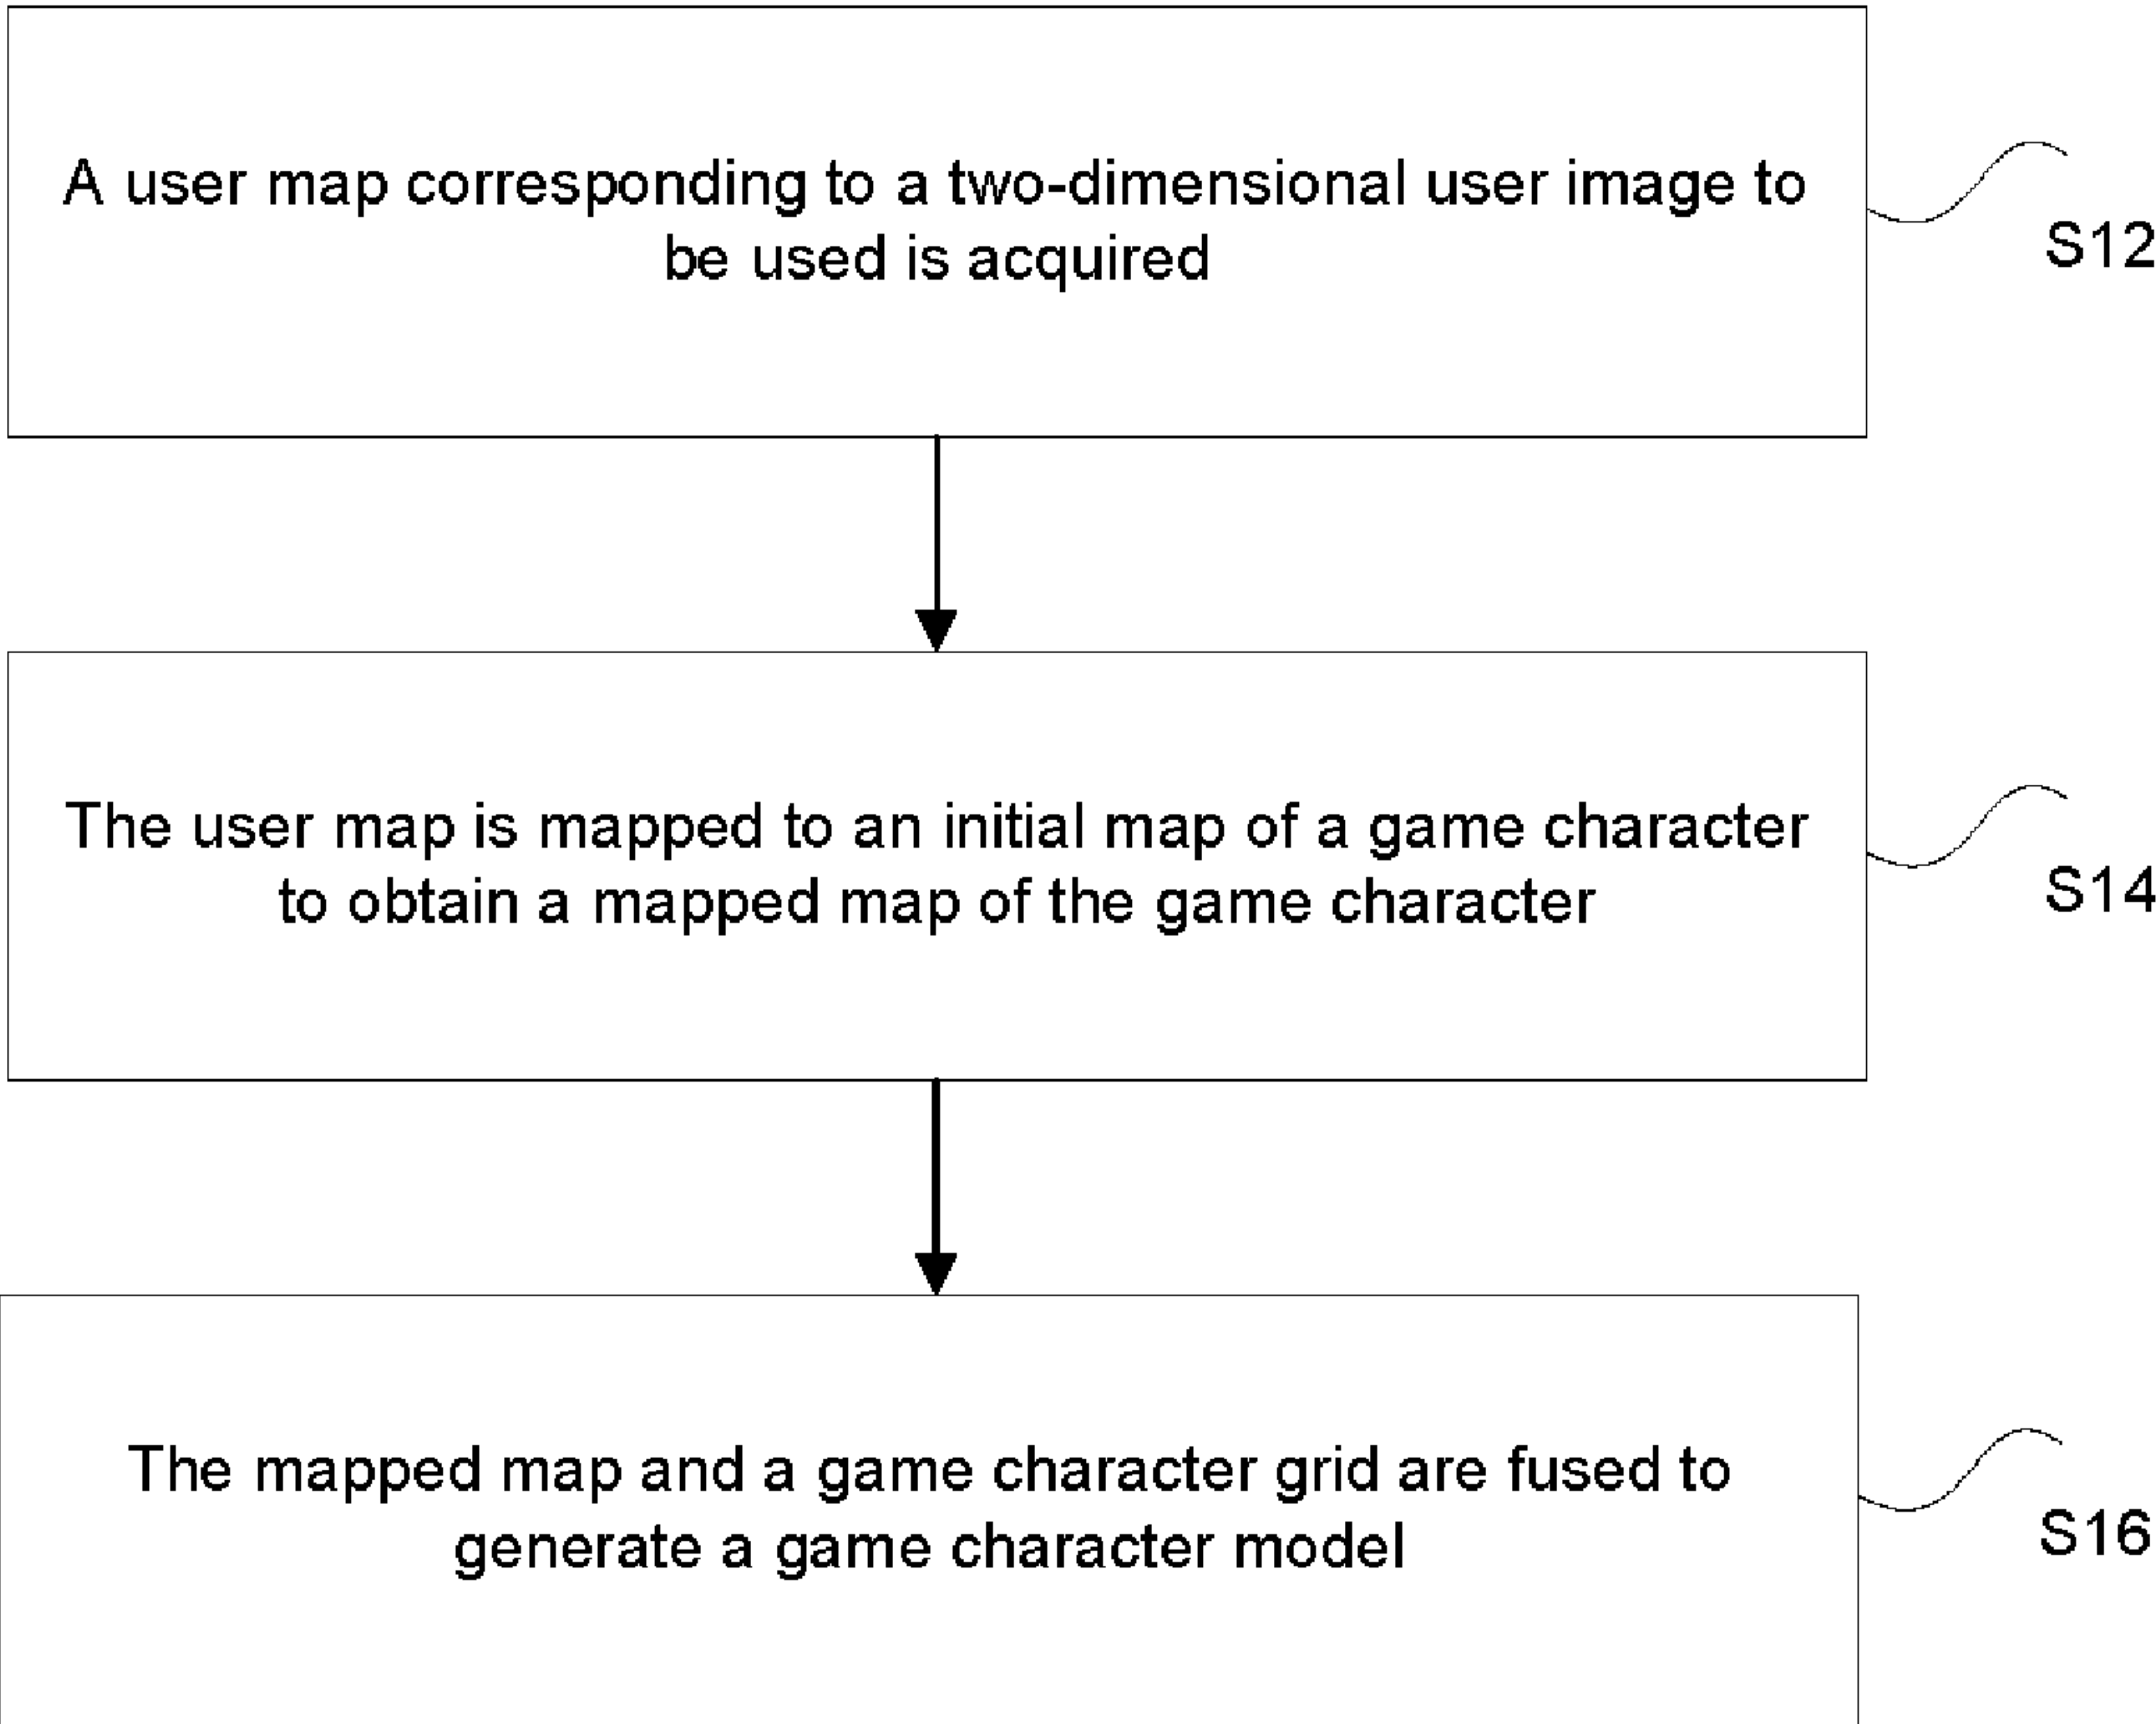 A user map corresponding to a two-dimensional user image to
be used is acquired
S12
The user map is mapped to an initial map of a game character
to obtain a mapped map of the game character
S14
The mapped map and a game character grid are fused to
generate a game character model
S16